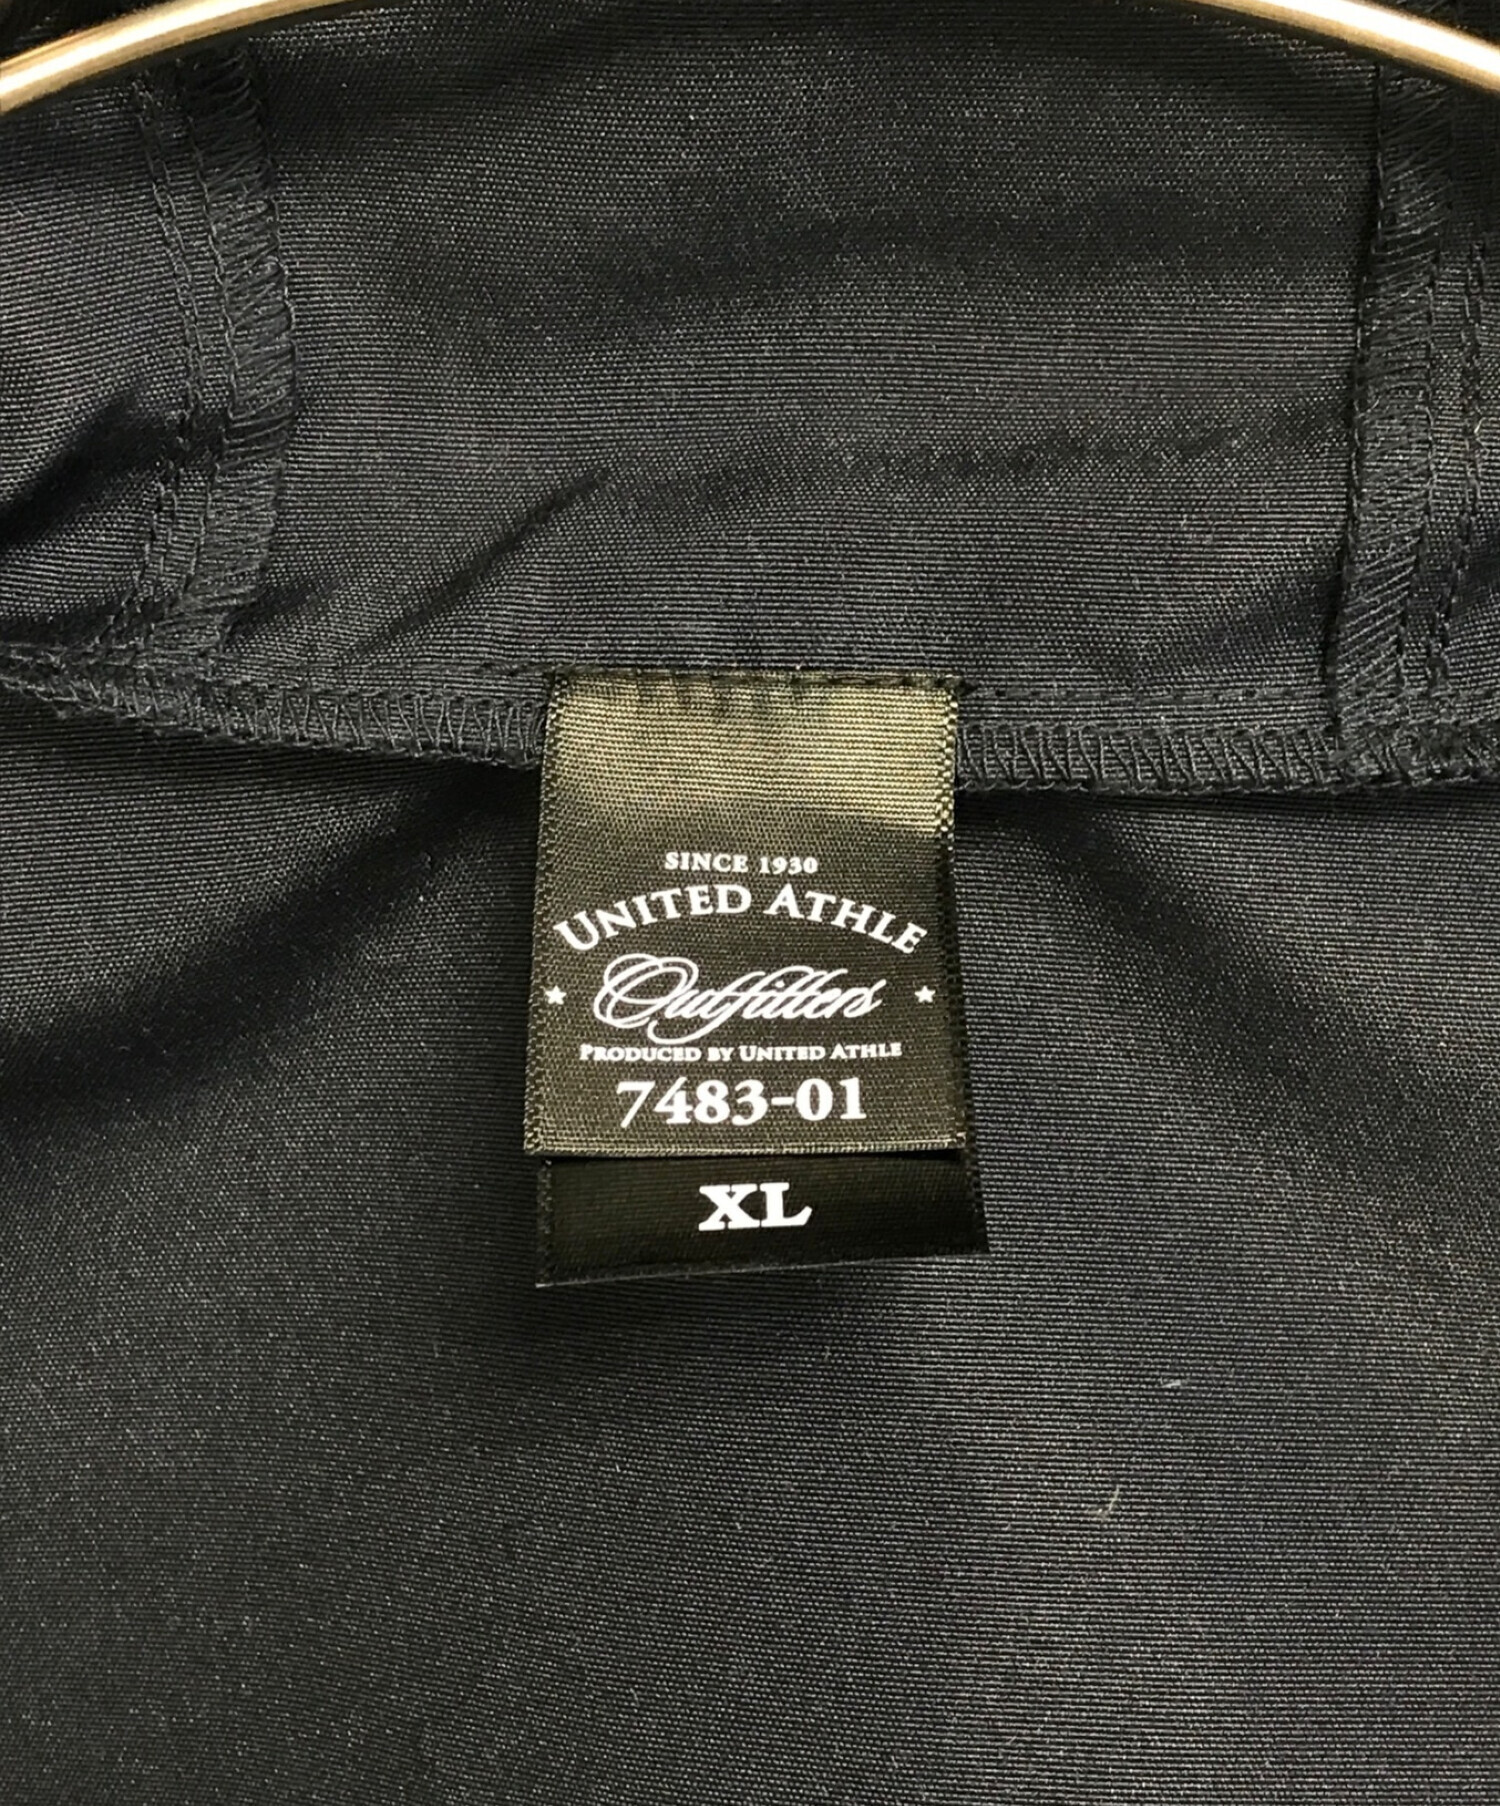 SINCE 1930
UNITED ATHLE
Outfitters
PRODUCED BY UNITED ATHLE
7483-01
XL